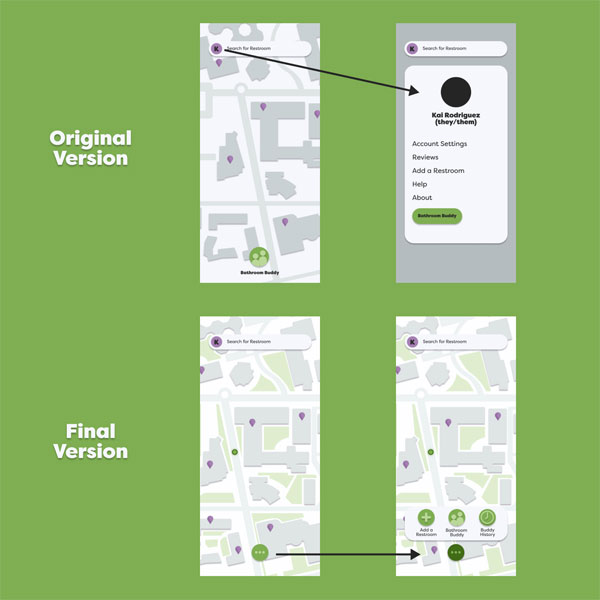 Original
Version
K
Search for Restroom
Bathroom Buddy
K
Search for Restroom
Kai Rodriguez
(they/them)
Account Settings
Reviews
Add a Restroom
Help
About
Bathroom Buddy
Final
Version
K
Search for Restroom
K
Search for Restroom
Add a
Restroom
Bathroom
Buddy
Buddy
History